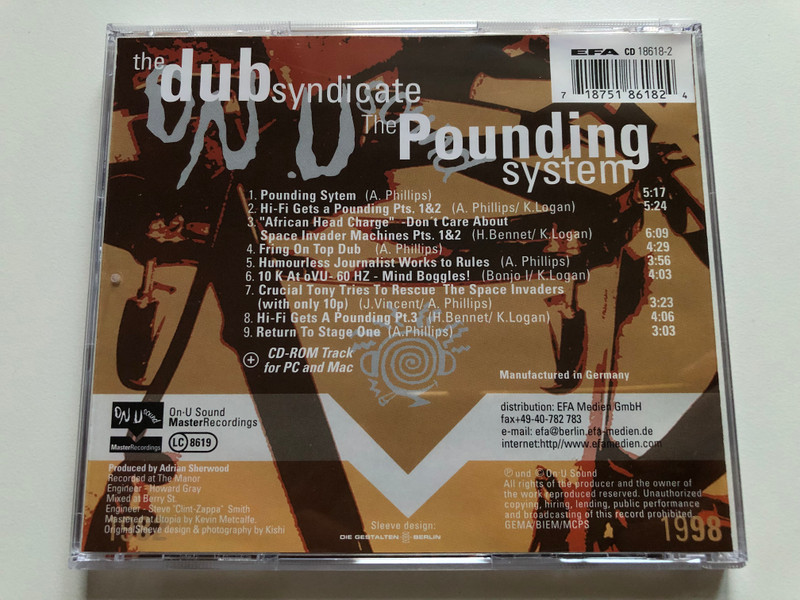 the dub syndicate
The Pounding system
ON.U Sound
EFA CD 18618-2
7 18751 86182 4
1. Pounding Sytem (A. Phillips) 5:17
2. Hi-Fi Gets a Pounding Pts. 1&2 (A. Phillips/ K.Logan) 5:24
3. "African Head Charge" -Don't Care About
Space Invader Machines Pts. 1&2 (H.Bennet/ K.Logan) 6:09
4. Fring On Top Dub (A. Phillips) 4:29
5. Humourless Journalist Works to Rules (A. Phillips) 3:56
6. 10 K At oVU- 60 HZ - Mind Boggles! (Bonjo I/ K.Logan) 4:03
7. Crucial Tony Tries To Rescue The Space Invaders
(with only 10p) (J.Vincent/ A. Phillips) 3:23
8. Hi-Fi Gets A Pounding Pt.3 (H.Bennet/ K.Logan) 4:06
9. Return To Stage One (A.Phillips) 3:03
+ CD-ROM Track
for PC and Mac
Manufactured in Germany
ON U Sound
MasterRecordings
On-U Sound
MasterRecordings
LC 8619
distribution: EFA Medien GmbH
fax+49-40-782 783
e-mail: efa@berlin.efa-medien.de
internet:http//www.efamedien.com
Produced by Adrian Sherwood
Recorded at The Manor
Engineer - Howard Gray
Mixed at Berry St.
Engineer - Steve "Clint-Zappa" Smith
Mastered at Utopia by Kevin Metcalfe.
OriginalSleeve design & photography by Kishi
Sleeve design:
DIE GESTALTEN BERLIN
℗ und © On-U Sound
All rights of the producer and the owner of
the work reproduced reserved. Unauthorized
copying, hiring, lending, public performance
and broadcasting of this record prohibited.
GEMA/BIEM/MCPS
1998